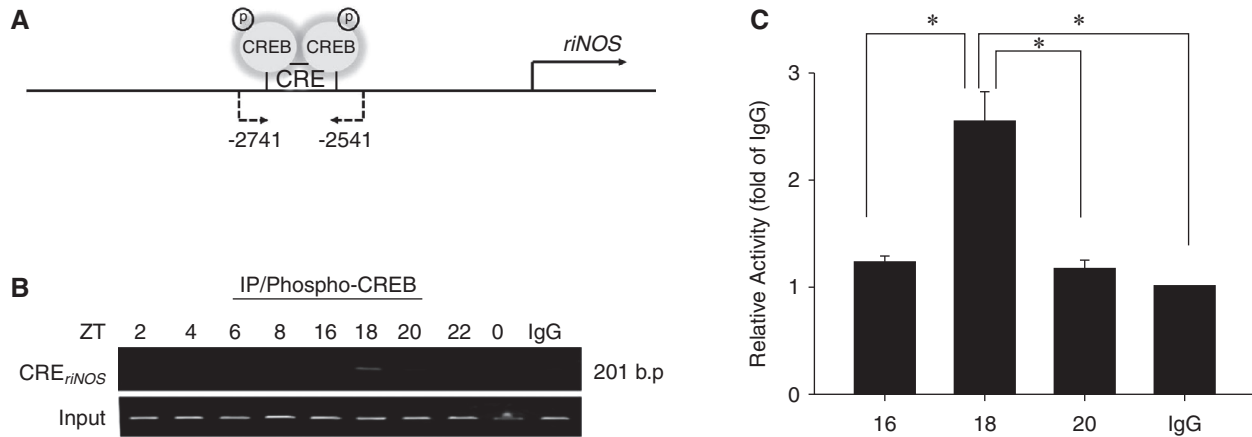 A
p p
CREB CREB
CRE
riNOS
-2741 -2541
B
IP/Phospho-CREB
ZT 2 4 6 8 16 18 20 22 0 IgG
CREriNOS 201 b.p
Input
C
* * *
Relative Activity (fold of IgG)
3
2
1
0
16 18 20 IgG